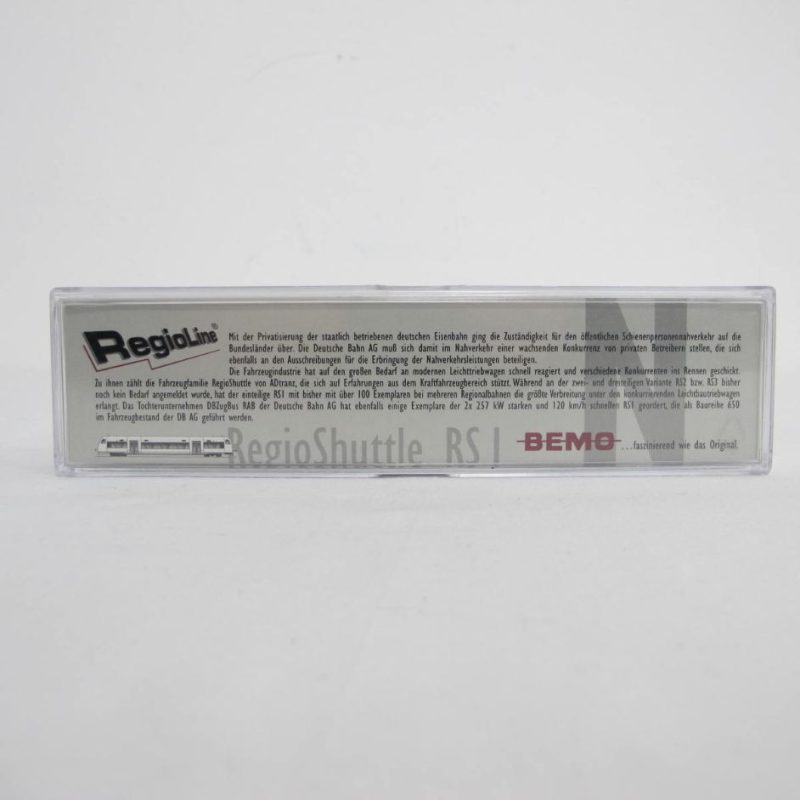 RegioLine®
Mit der Privatisierung der staatlich betriebenen deutschen Eisenbahn ging die Zuständigkeit für den öffentlichen Schienenpersonennahverkehr auf die
Bundesländer über. Die Deutsche Bahn AG muß sich damit im Nahverkehr einer wachsenden Konkurrenz von privaten Betreibern stellen, die sich
ebenfalls an den Ausschreibungen für die Erbringung der Nahverkehrsleistungen beteiligen.
Die Fahrzeugindustrie hat auf den großen Bedarf an modernen Leichttriebwagen schnell reagiert und verschiedene Konkurrenten ins Rennen geschickt.
Zu ihnen zählt die Fahrzeugfamilie RegioShuttle von ADtranz, die sich auf Erfahrungen aus dem Kraftfahrzeugbereich stützt. Während an der zwei- und dreiteiligen Variante RS2 bzw. RS3 bisher
noch kein Bedarf angemeldet wurde, hat der einteilige RS1 mit bisher mit über 100 Exemplaren bei mehreren Regionalbahnen die größte Verbreitung unter den konkurrierenden Leichtbautriebwagen
erlangt. Das Tochterunternehmen DBZugBus RAB der Deutsche Bahn AG hat ebenfalls einige Exemplare der 2x 257 kW starken und 120 km/h schnellen RS1 geordert, die als Baureihe 650
im Fahrzeugbestand der DB AG geführt werden.
RegioShuttle RS1
BEMO ...faszinierend wie das Original.
N